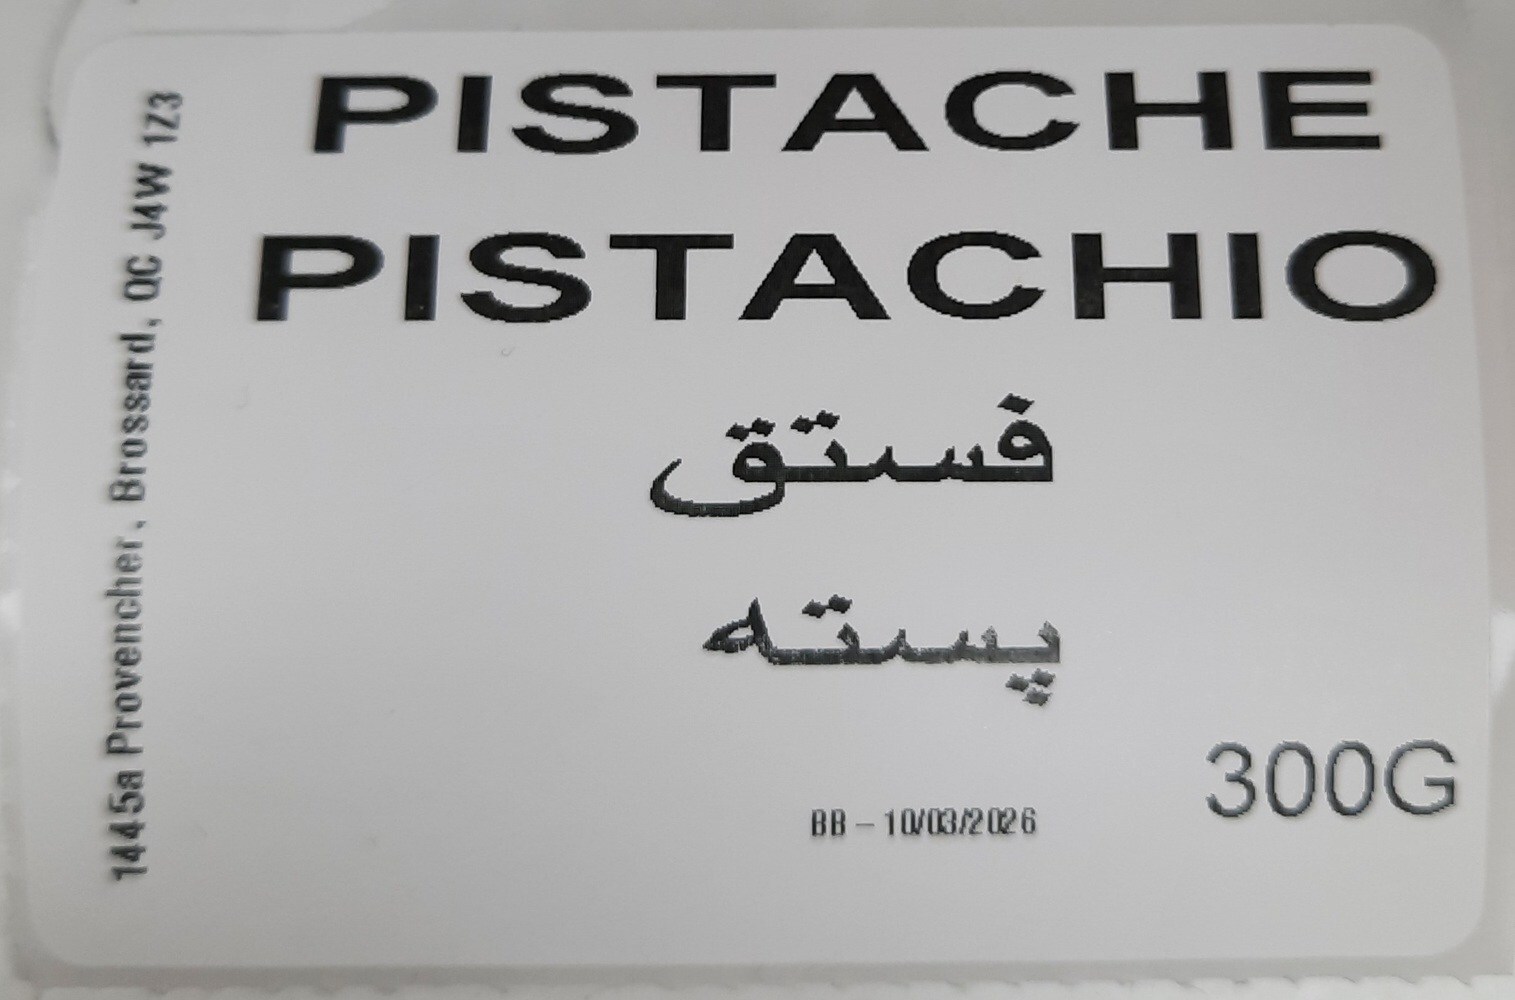 PISTACHE
PISTACHIO
فستق
پسته
300G
BB - 10/03/2026
1445a Provencher, Brossard, QC J4W 1Z3